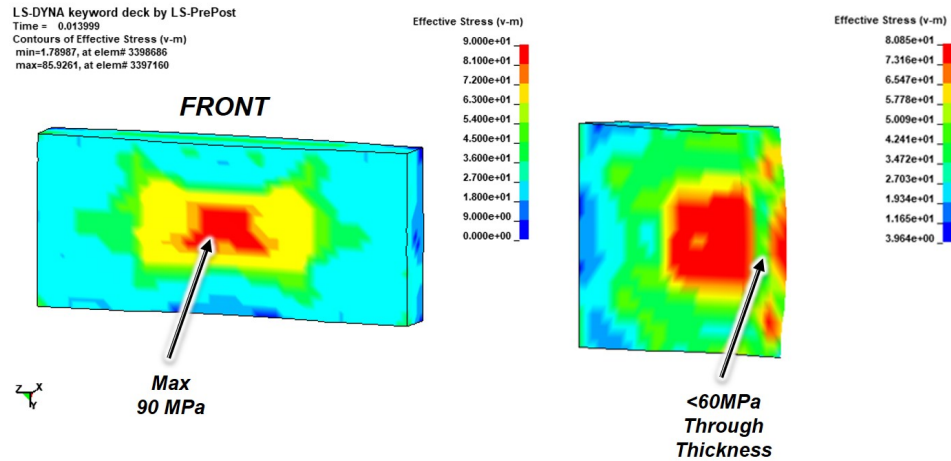 LS-DYNA keyword deck by LS-PrePost
Time = 0.013999
Contours of Effective Stress (v-m)
min=1.78987, at elem# 3398686
max=85.9261, at elem# 3397160
FRONT
Effective Stress (v-m)
9.000e+01
8.100e+01
7.200e+01
6.300e+01
5.400e+01
4.500e+01
3.600e+01
2.700e+01
1.800e+01
9.000e+00
0.000e+00
Max
90 MPa
Z X
Y
Effective Stress (v-m)
8.085e+01
7.316e+01
6.547e+01
5.778e+01
5.009e+01
4.241e+01
3.472e+01
2.703e+01
1.934e+01
1.165e+01
3.964e+00
<60MPa
Through
Thickness